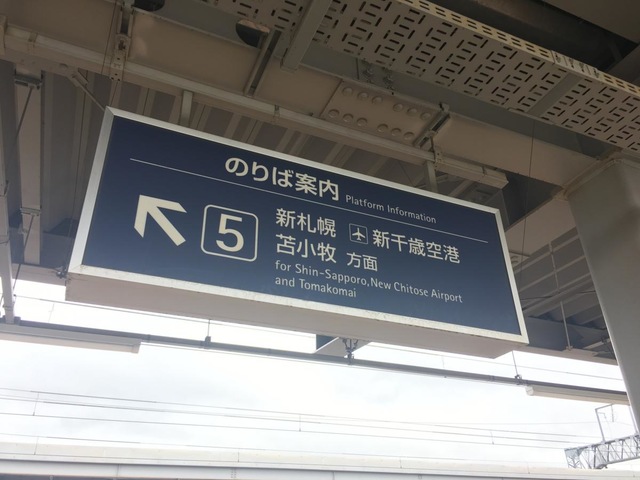 のりば案内 Platform Information
5 新札幌 新千歳空港
苫小牧 方面
for Shin-Sapporo,New Chitose Airport
and Tomakomai